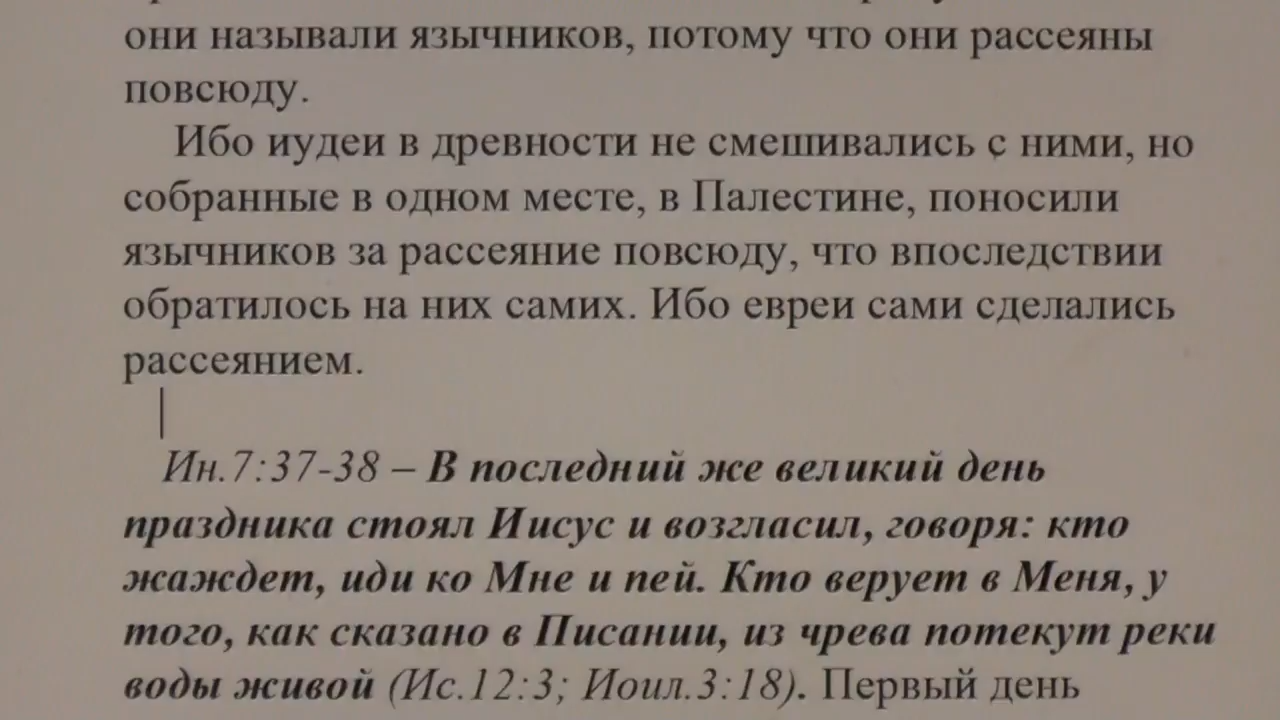 они называли язычников, потому что они рассеяны
повсюду.
Ибо иудеи в древности не смешивались с ними, но
собранные в одном месте, в Палестине, поносили
язычников за рассеяние повсюду, что впоследствии
обратилось на них самих. Ибо евреи сами сделались
рассеянием.
Ин.7:37-38 – В последний же великий день
праздника стоял Иисус и возгласил, говоря: кто
жаждет, иди ко Мне и пей. Кто верует в Меня, у
того, как сказано в Писании, из чрева потекут реки
воды живой (Ис.12:3; Иоил.3:18). Первый день